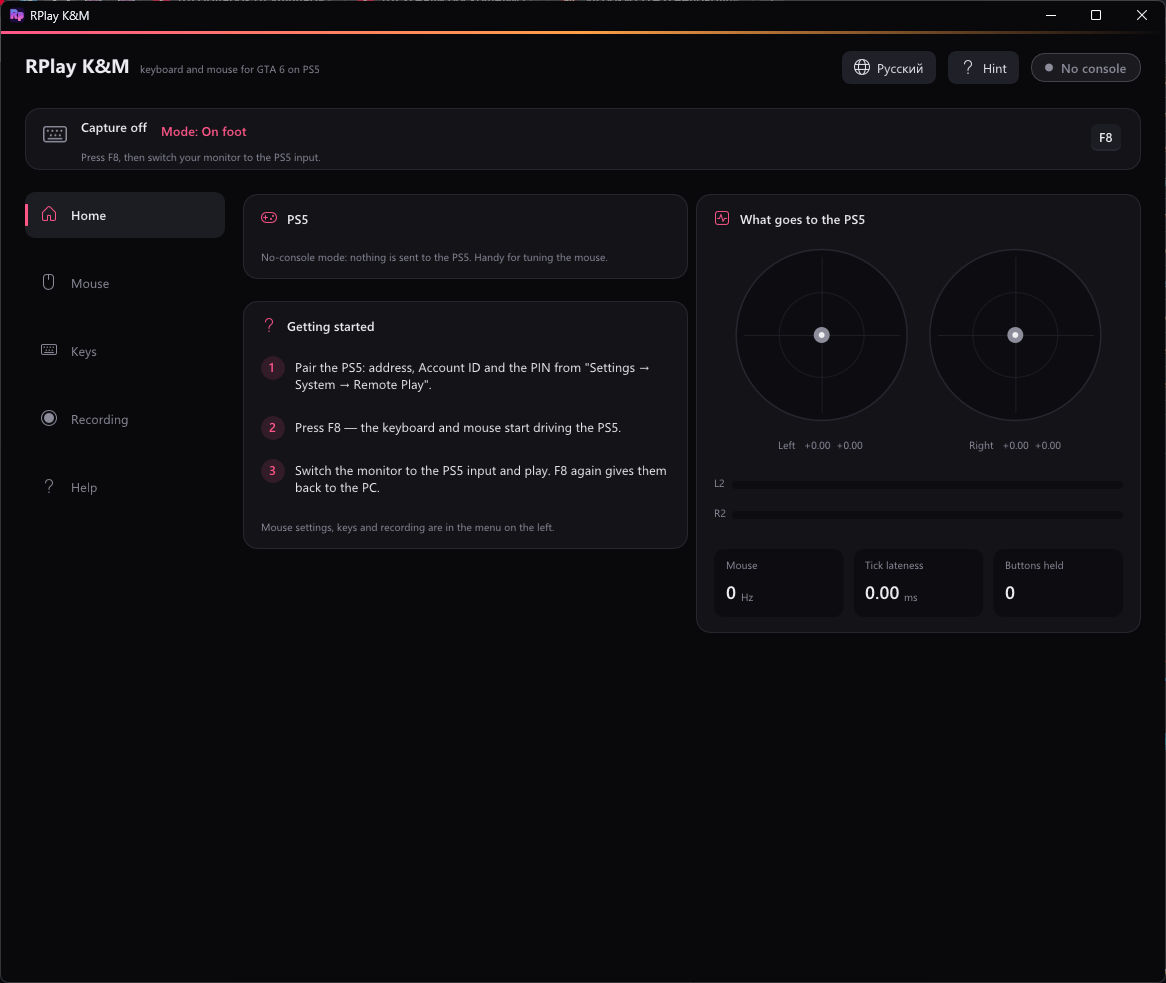 RPlay K&M
RPlay K&M
keyboard and mouse for GTA 6 on PS5
Русский
? Hint
No console
Capture off
Mode: On foot
Press F8, then switch your monitor to the PS5 input.
F8
Home
Mouse
Keys
Recording
? Help
PS5
No-console mode: nothing is sent to the PS5. Handy for tuning the mouse.
? Getting started
1 Pair the PS5: address, Account ID and the PIN from "Settings →
System → Remote Play".
2 Press F8 — the keyboard and mouse start driving the PS5.
3 Switch the monitor to the PS5 input and play. F8 again gives them
back to the PC.
Mouse settings, keys and recording are in the menu on the left.
What goes to the PS5
Left +0.00 +0.00
Right +0.00 +0.00
L2
R2
Mouse
0 Hz
Tick lateness
0.00 ms
Buttons held
0